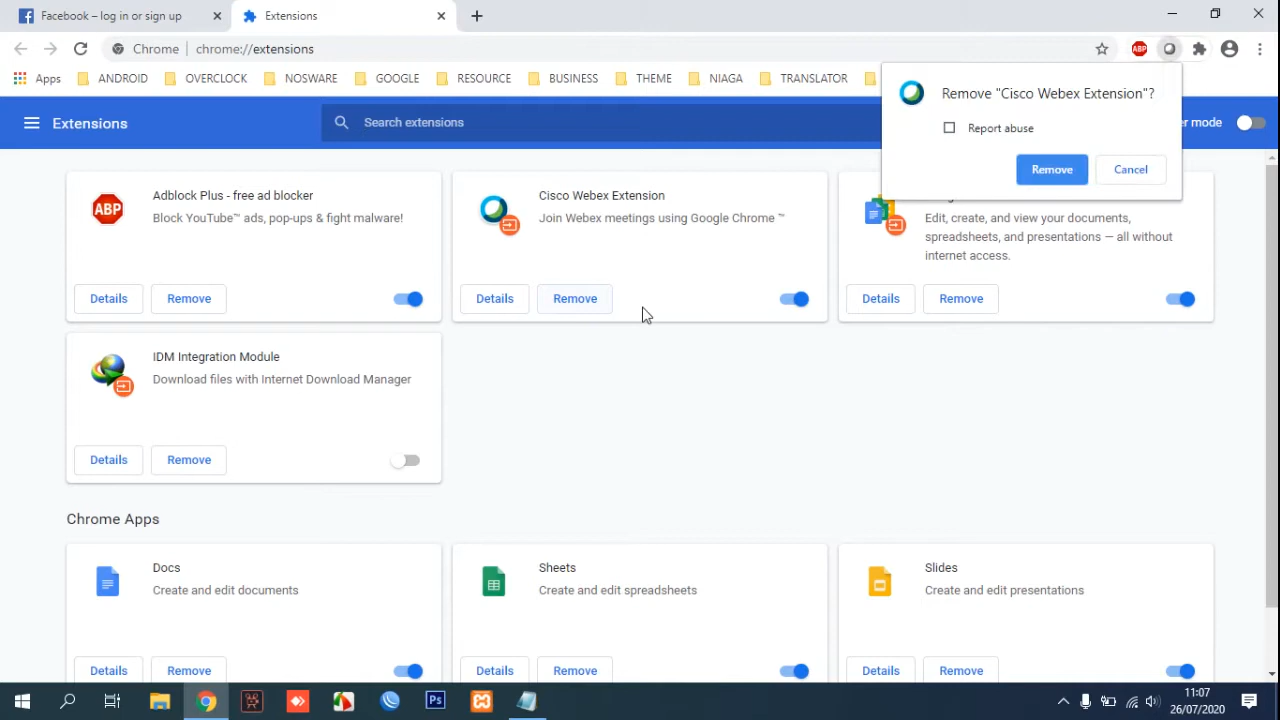 Facebook – log in or sign up
Extensions
Chrome
chrome://extensions
ABP
Apps
ANDROID
OVERCLOCK
NOSWARE
GOOGLE
RESOURCE
BUSINESS
THEME
NIAGA
TRANSLATOR
Remove "Cisco Webex Extension"?
Report abuse
Remove
Cancel
Extensions
Search extensions
er mode
ABP
Adblock Plus - free ad blocker
Block YouTube™ ads, pop-ups & fight malware!
Details
Remove
Cisco Webex Extension
Join Webex meetings using Google Chrome ™
Details
Remove
Edit, create, and view your documents,
spreadsheets, and presentations — all without
internet access.
Details
Remove
IDM Integration Module
Download files with Internet Download Manager
Details
Remove
Chrome Apps
Docs
Create and edit documents
Details
Remove
Sheets
Create and edit spreadsheets
Details
Remove
Slides
Create and edit presentations
Details
Remove
Ps
11:07
26/07/2020